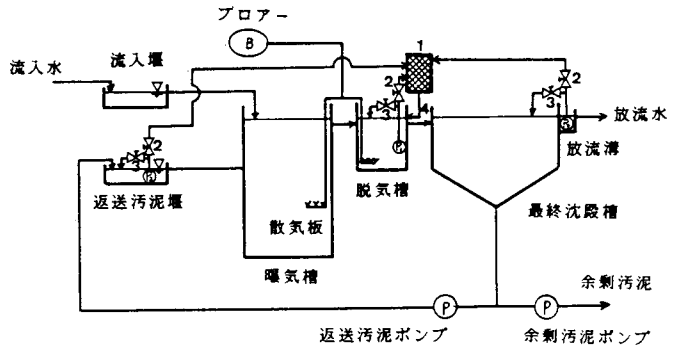 ブロアー
B
1
流入水
流入堰
2
2
3
4
3
2
3
P
P
P
放流水
放流溝
返送汚泥堰
散気板
脱気槽
最終沈殿槽
曝気槽
余剰汚泥
P
P
返送汚泥ポンプ
余剰汚泥ポンプ